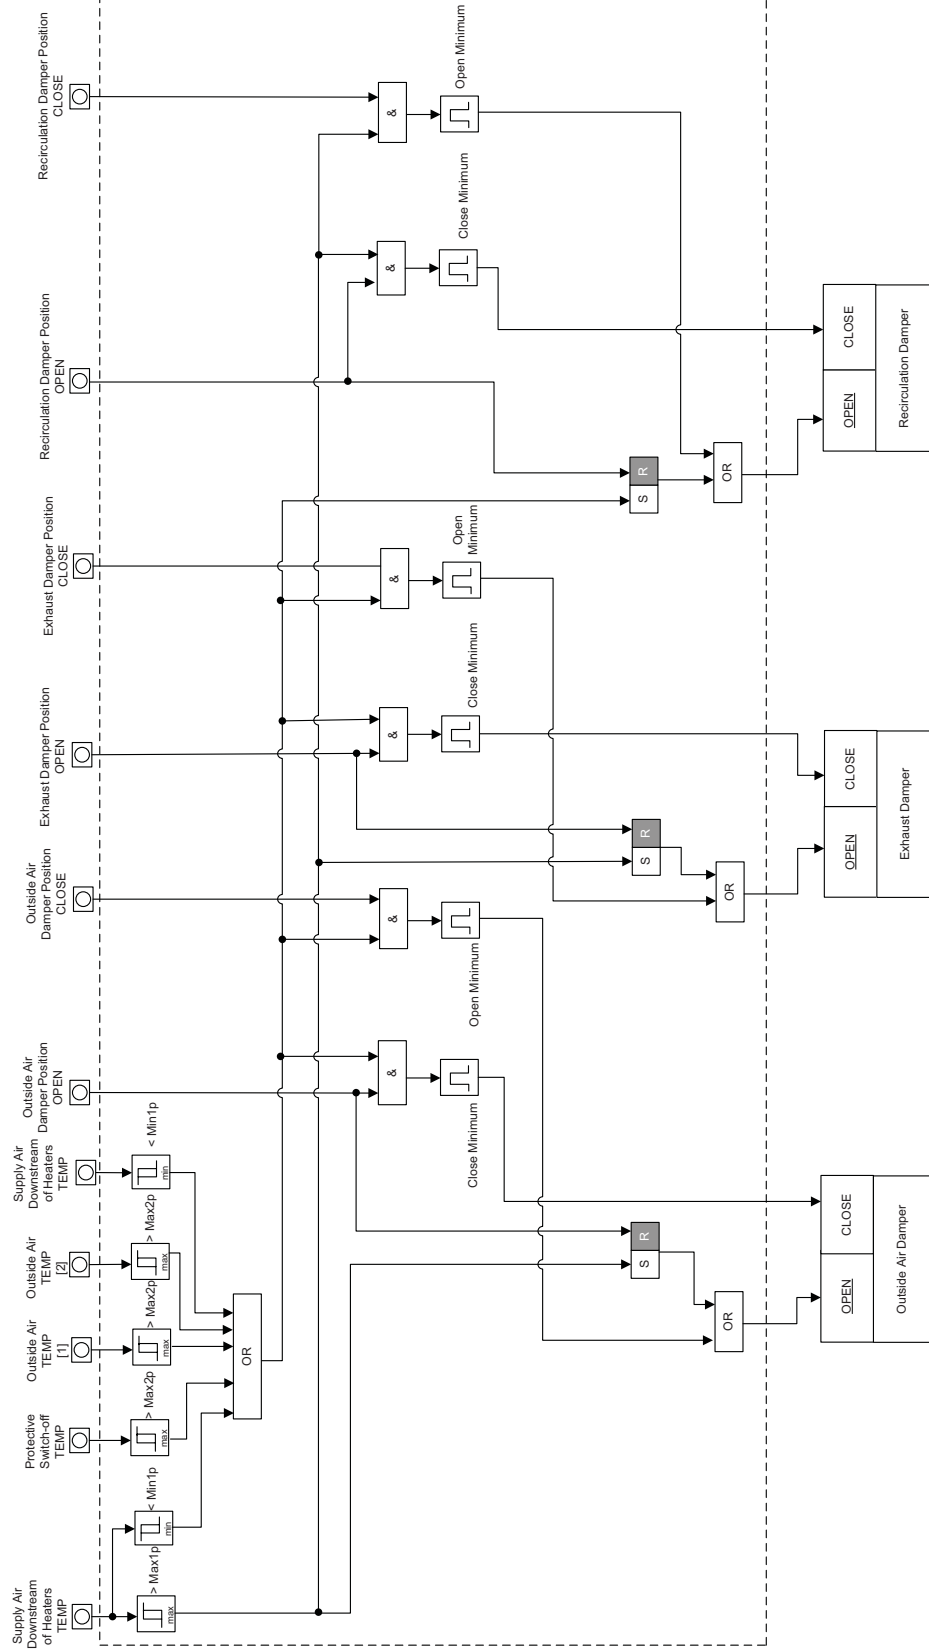 Supply Air
Downstream
of Heaters
TEMP
Protective
Switch-off
TEMP
Outside Air
TEMP
[1]
Outside Air
TEMP
[2]
Supply Air
Downstream
of Heaters
TEMP
Outside Air
Damper Position
OPEN
Outside Air
Damper Position
CLOSE
Exhaust Damper Position
OPEN
Exhaust Damper Position
CLOSE
Recirculation Damper Position
OPEN
Recirculation Damper Position
CLOSE
> Max1p
max
< Min1p
min
> Max2p
max
> Max2p
max
> Max2p
max
< Min1p
min
OR
&
&
&
&
&
&
Close Minimum
Open Minimum
Close Minimum
Open
Minimum
Close Minimum
Open Minimum
S
R
S
R
S
R
OR
OR
OR
OPEN
CLOSE
Outside Air Damper
OPEN
CLOSE
Exhaust Damper
OPEN
CLOSE
Recirculation Damper